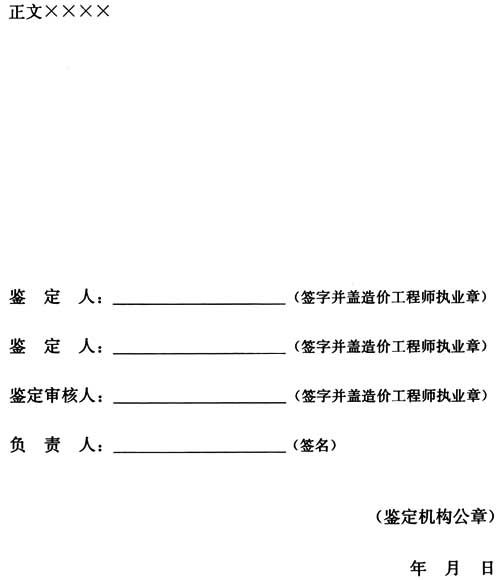 正文××××
鉴 定 人：____________________（签字并盖造价工程师执业章）
鉴 定 人：____________________（签字并盖造价工程师执业章）
鉴定审核人：____________________（签字并盖造价工程师执业章）
负 责 人：____________________（签名）
（鉴定机构公章）
年 月 日